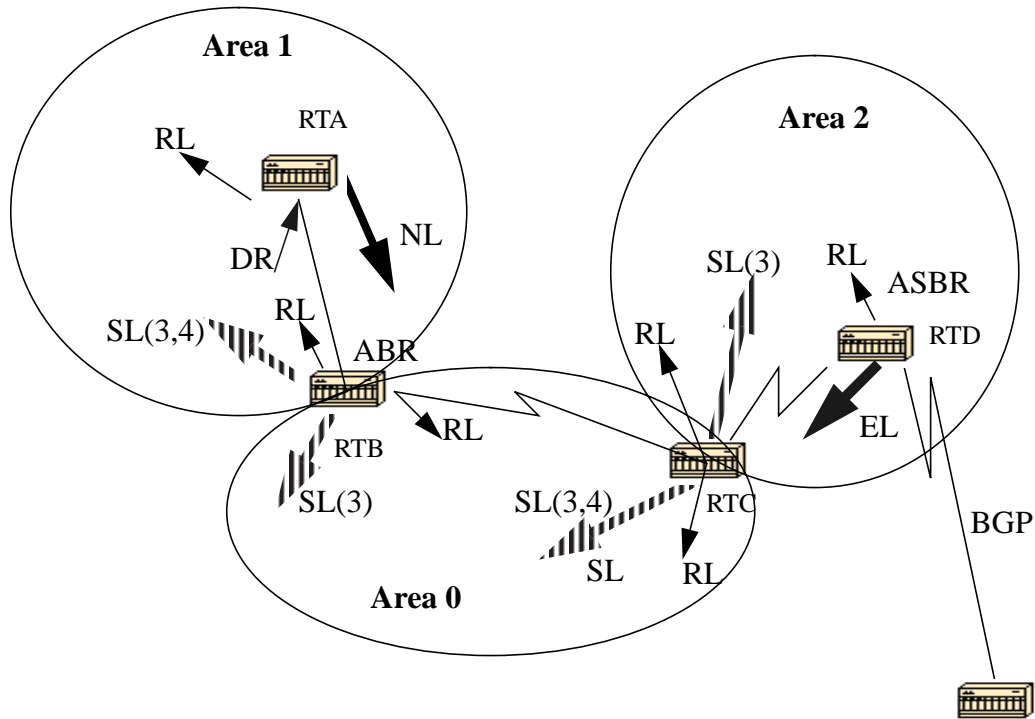 Area 1
RTA
RL
NL
DR
RL
SL(3,4)
ABR
RL
RTB
SL(3)
Area 2
SL(3)
RL
ASBR
RL
RTD
EL
SL(3,4)
RTC
SL
RL
BGP
Area 0